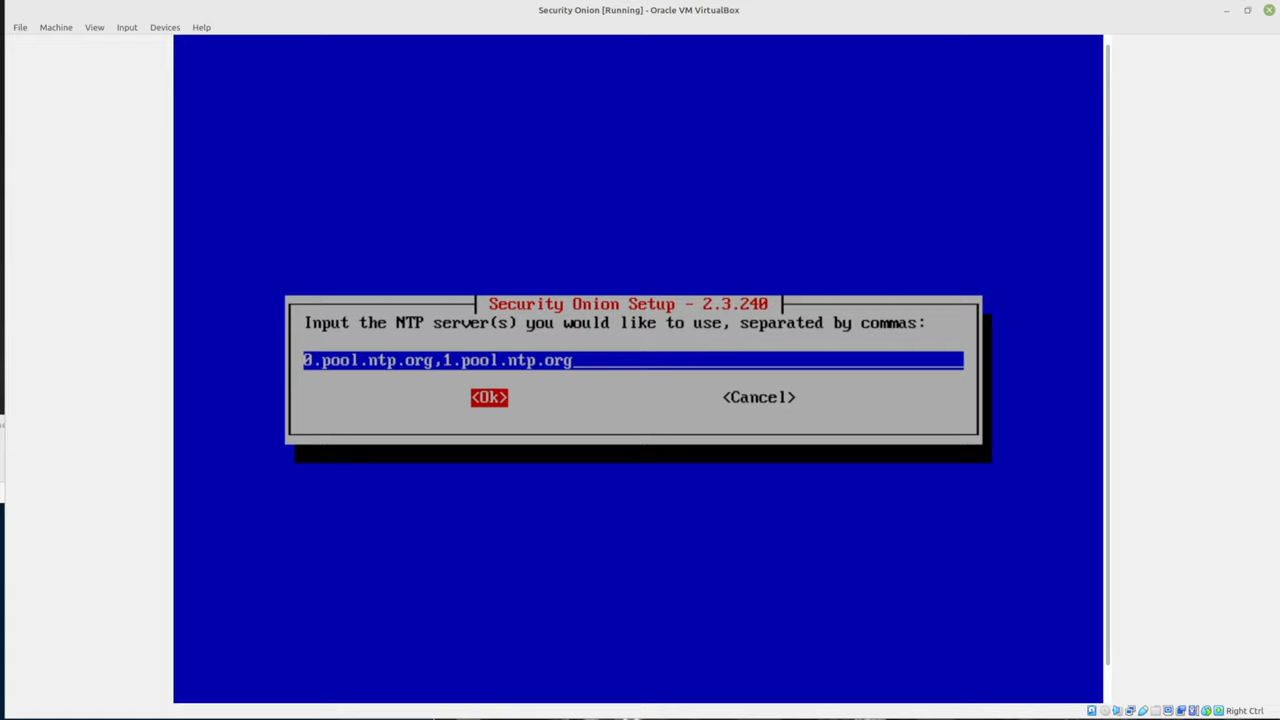 Security Onion [Running] - Oracle VM VirtualBox
File Machine View Input Devices Help
Security Onion Setup - 2.3.240
Input the NTP server(s) you would like to use, separated by commas:
0.pool.ntp.org,1.pool.ntp.org
<Ok> <Cancel>
Right Ctrl